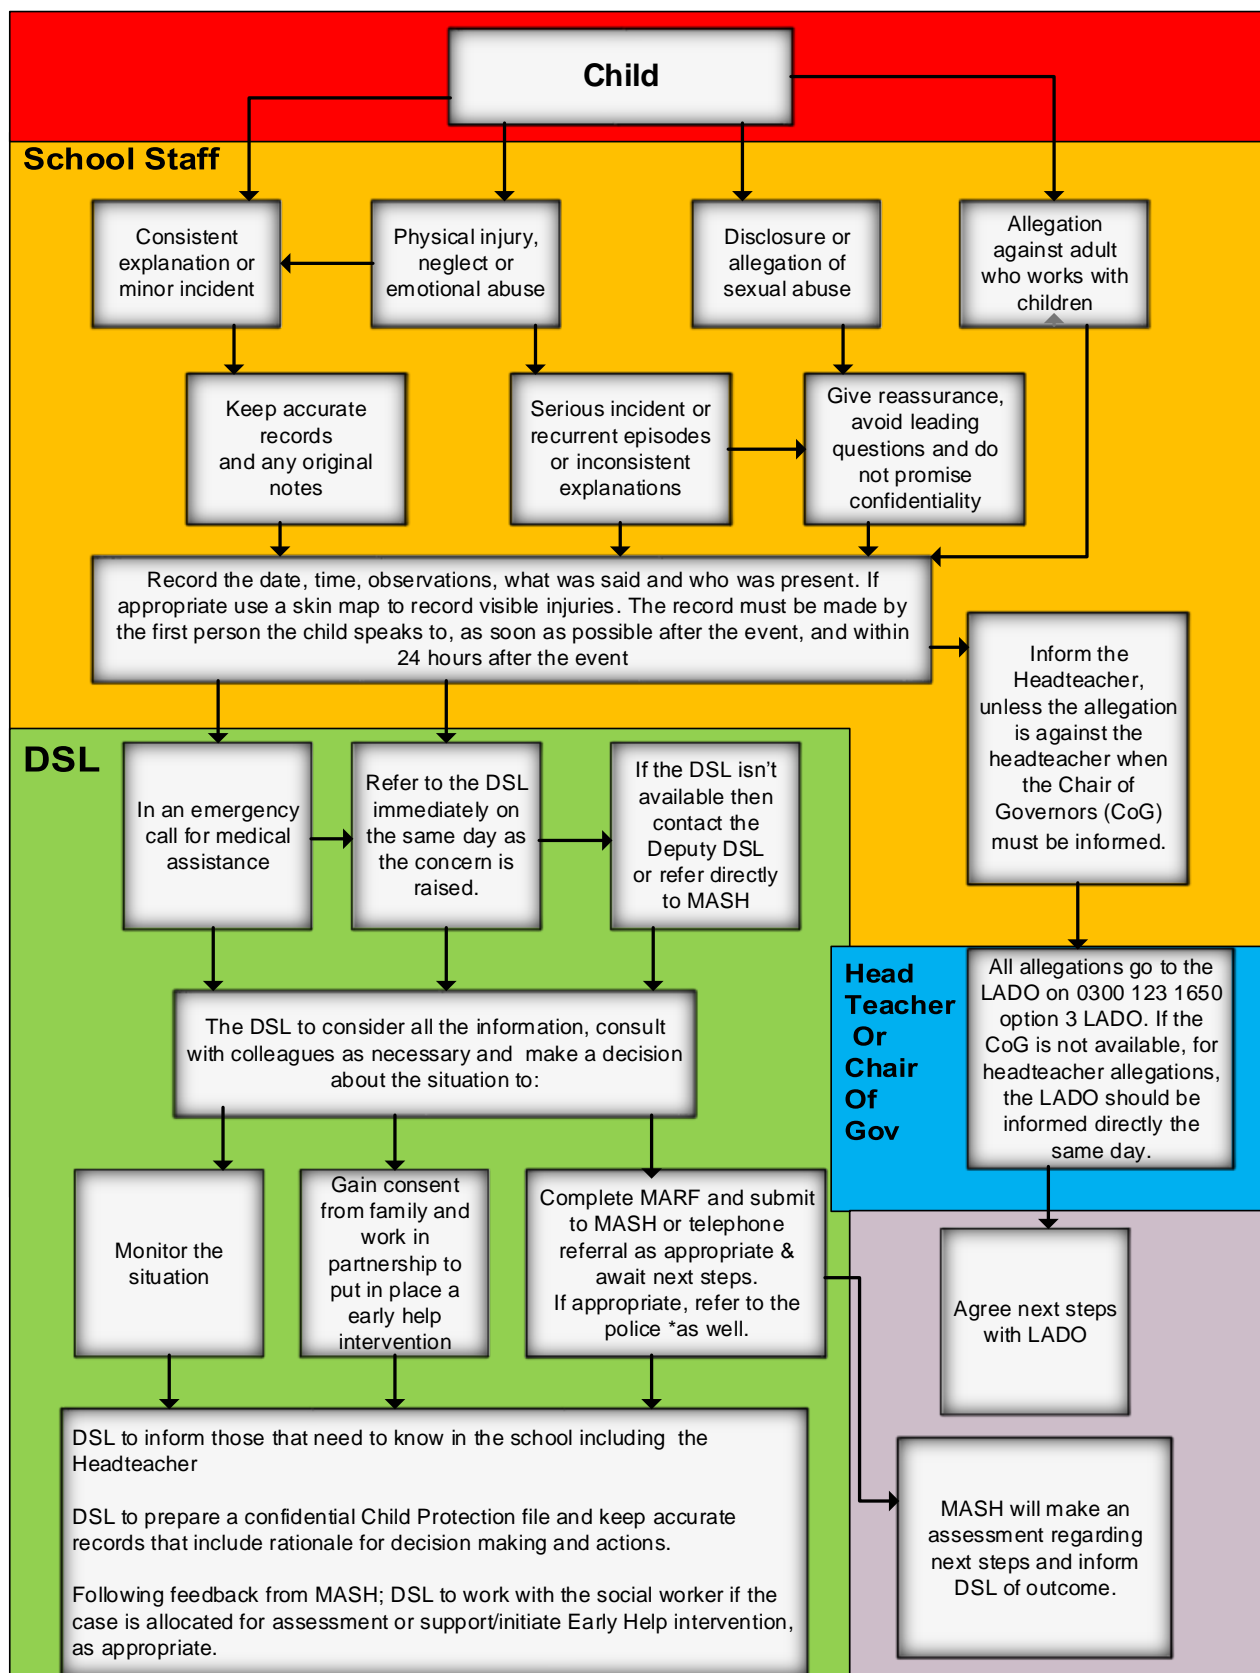 Child
School Staff
Consistent
explanation or
minor incident
Physical injury,
neglect or
emotional abuse
Disclosure or
allegation of
sexual abuse
Allegation
against adult
who works with
children
Keep accurate
records
and any original
notes
Serious incident or
recurrent episodes
or inconsistent
explanations
Give reassurance,
avoid leading
questions and do
not promise
confidentiality
Record the date, time, observations, what was said and who was present. If
appropriate use a skin map to record visible injuries. The record must be made by
the first person the child speaks to, as soon as possible after the event, and within
24 hours after the event
Inform the
Headteacher,
unless the allegation
is against the
headteacher when
the Chair of
Governors (CoG)
must be informed.
DSL
In an emergency
call for medical
assistance
Refer to the DSL
immediately on
the same day as
the concern is
raised.
If the DSL isn't
available then
contact the
Deputy DSL
or refer directly
to MASH
Head
Teacher
Or
Chair
Of
Gov
All allegations go to the
LADO on 0300 123 1650
option 3 LADO. If the
CoG is not available, for
headteacher allegations,
the LADO should be
informed directly the
same day.
The DSL to consider all the information, consult
with colleagues as necessary and make a decision
about the situation to:
Monitor the
situation
Gain consent
from family and
work in
partnership to
put in place a
early help
intervention
Complete MARF and submit
to MASH or telephone
referral as appropriate &
await next steps.
If appropriate, refer to the
police *as well.
Agree next steps
with LADO
DSL to inform those that need to know in the school including the
Headteacher
DSL to prepare a confidential Child Protection file and keep accurate
records that include rationale for decision making and actions.
Following feedback from MASH; DSL to work with the social worker if the
case is allocated for assessment or support/initiate Early Help intervention,
as appropriate.
MASH will make an
assessment regarding
next steps and inform
DSL of outcome.